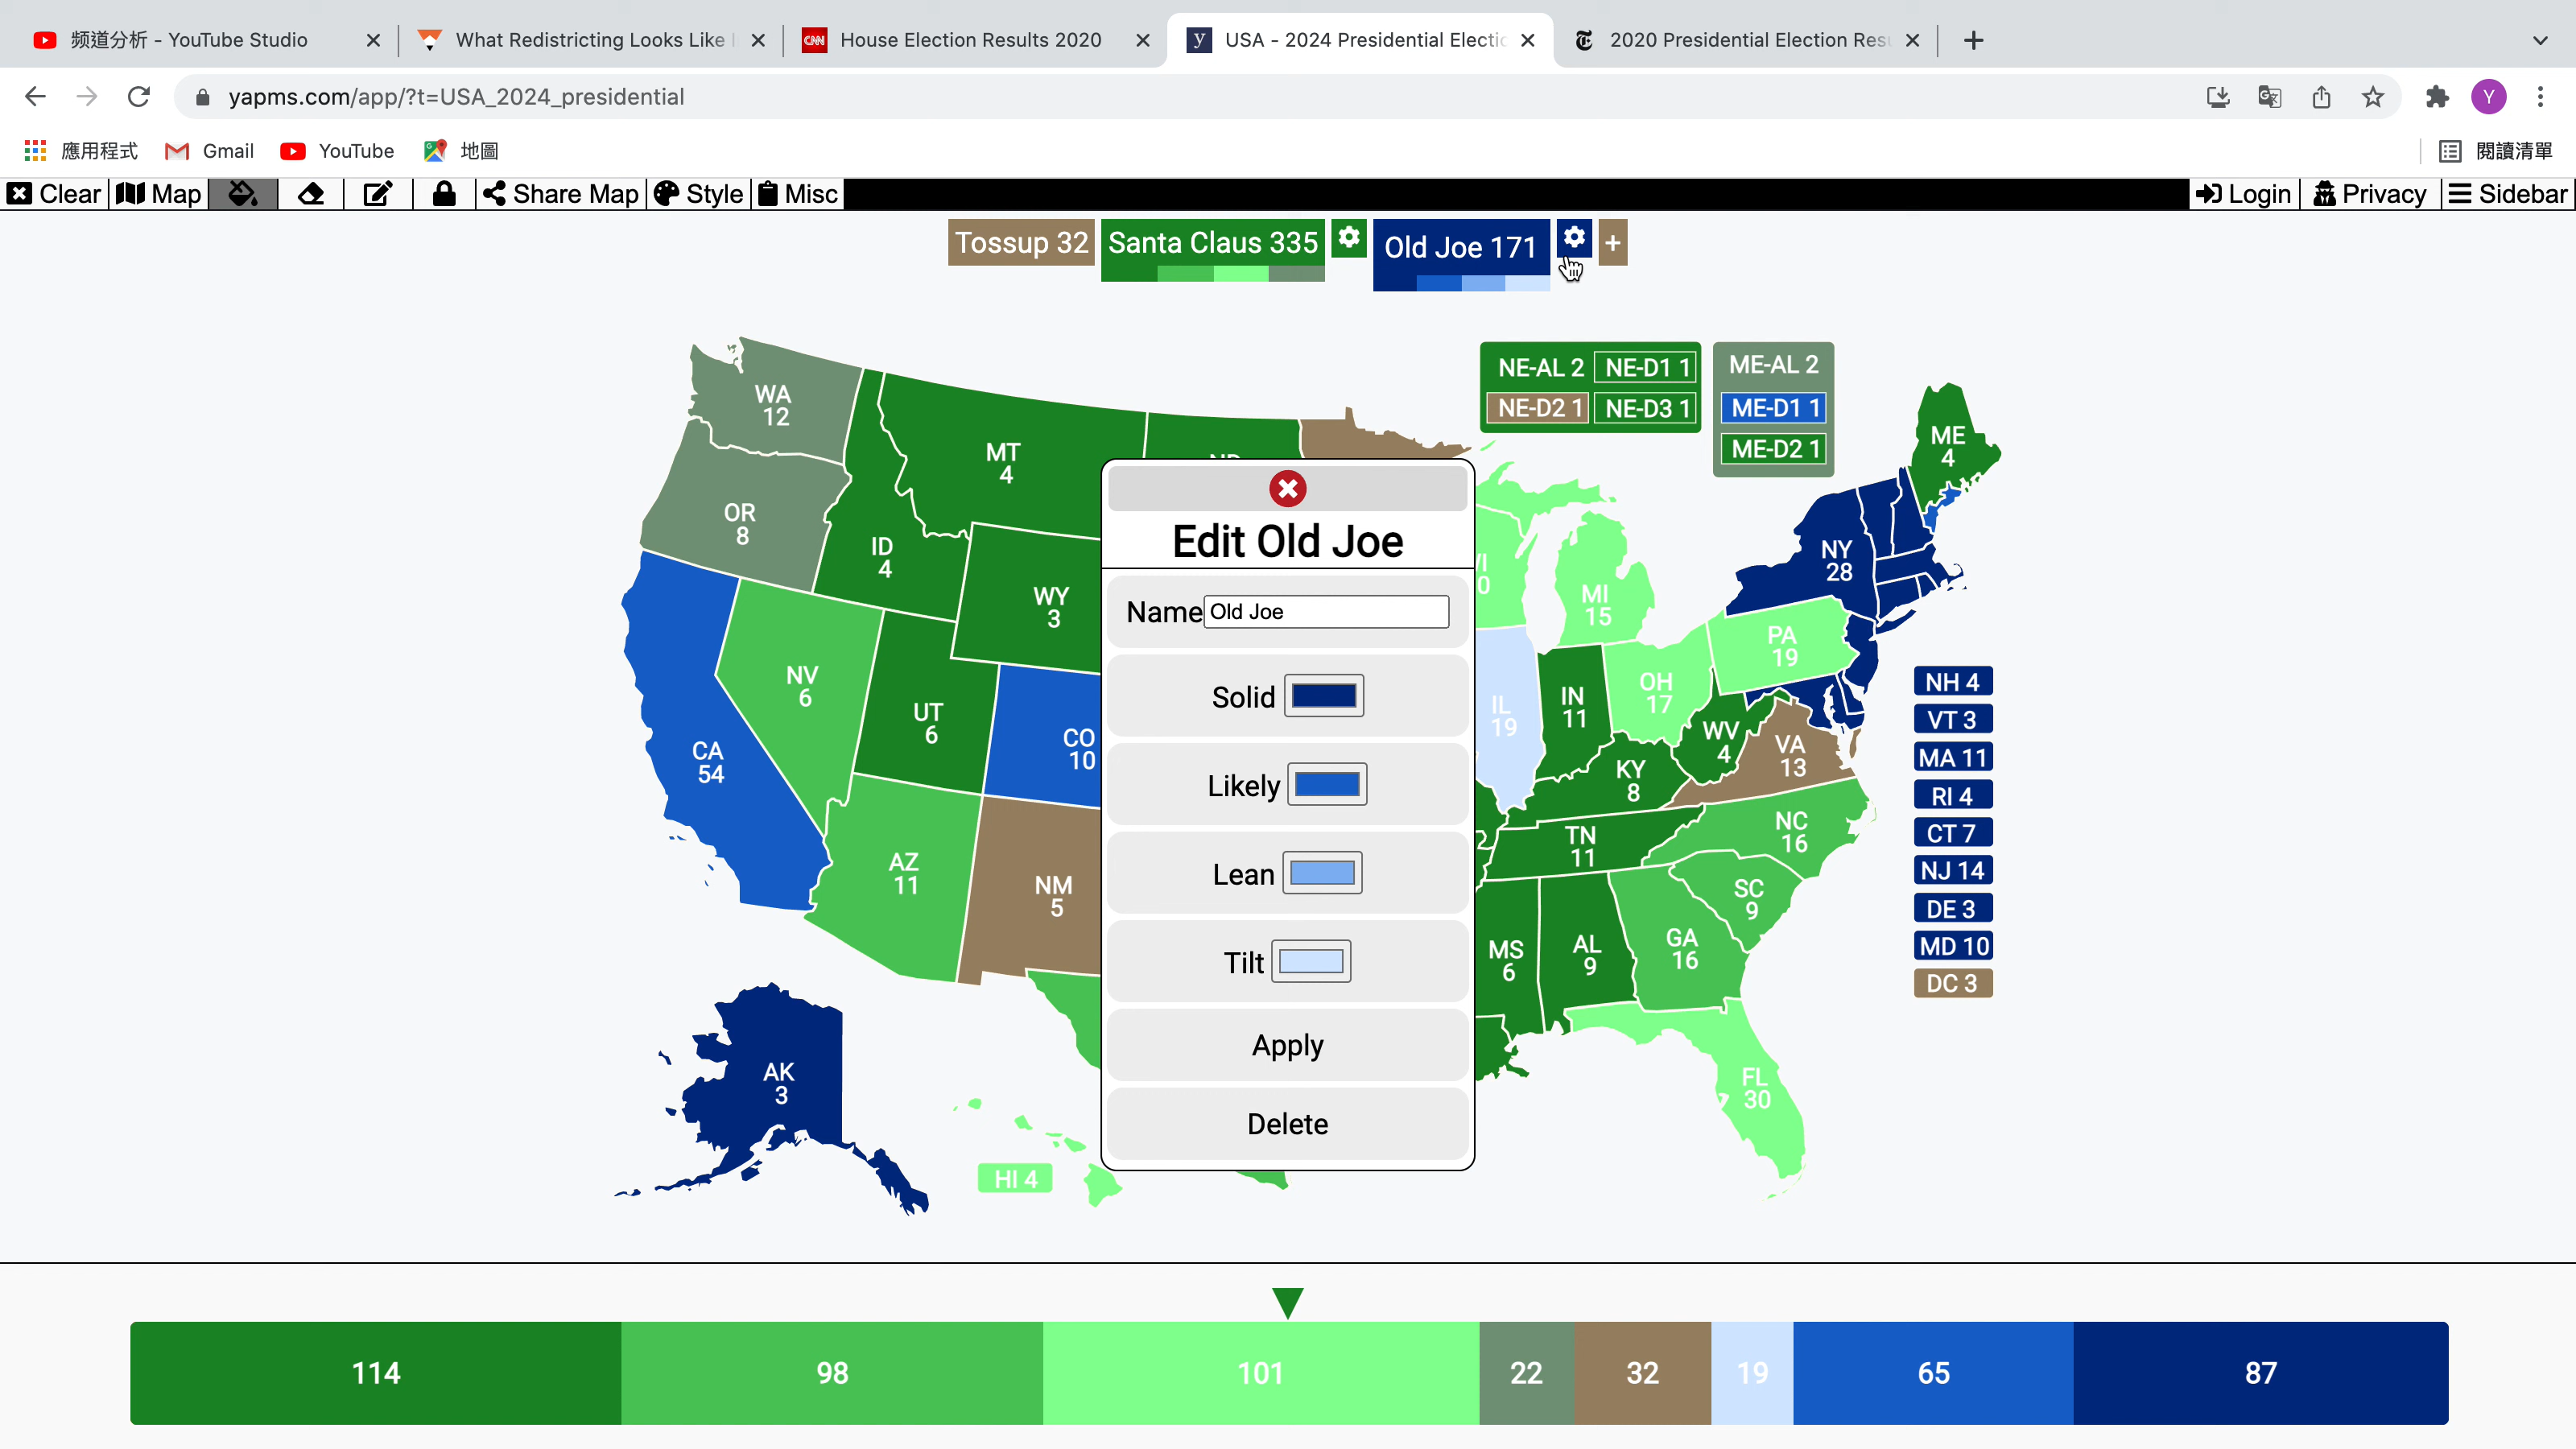 频道分析 - YouTube Studio
What Redistricting Looks Like
House Election Results 2020
USA - 2024 Presidential Electic
2020 Presidential Election Resu
yapms.com/app/?t=USA_2024_presidential
Y
應用程式
Gmail
YouTube
地圖
閱讀清單
Clear
Map
Share Map
Style
Misc
Login
Privacy
Sidebar
Tossup 32
Santa Claus 335
Old Joe 171
+
NE-AL 2
NE-D1 1
NE-D2 1
NE-D3 1
ME-AL 2
ME-D1 1
ME-D2 1
WA
12
OR
8
CA
54
NV
6
ID
4
MT
4
WY
3
UT
6
CO
10
AZ
11
NM
5
AK
3
HI 4
Edit Old Joe
Name
Old Joe
Solid
Likely
Lean
Tilt
Apply
Delete
MI
15
IL
19
IN
11
OH
17
PA
19
NY
28
ME
4
WV
4
VA
13
KY
8
TN
11
NC
16
SC
9
MS
6
AL
9
GA
16
FL
30
NH 4
VT 3
MA 11
RI 4
CT 7
NJ 14
DE 3
MD 10
DC 3
114
98
101
22
32
19
65
87